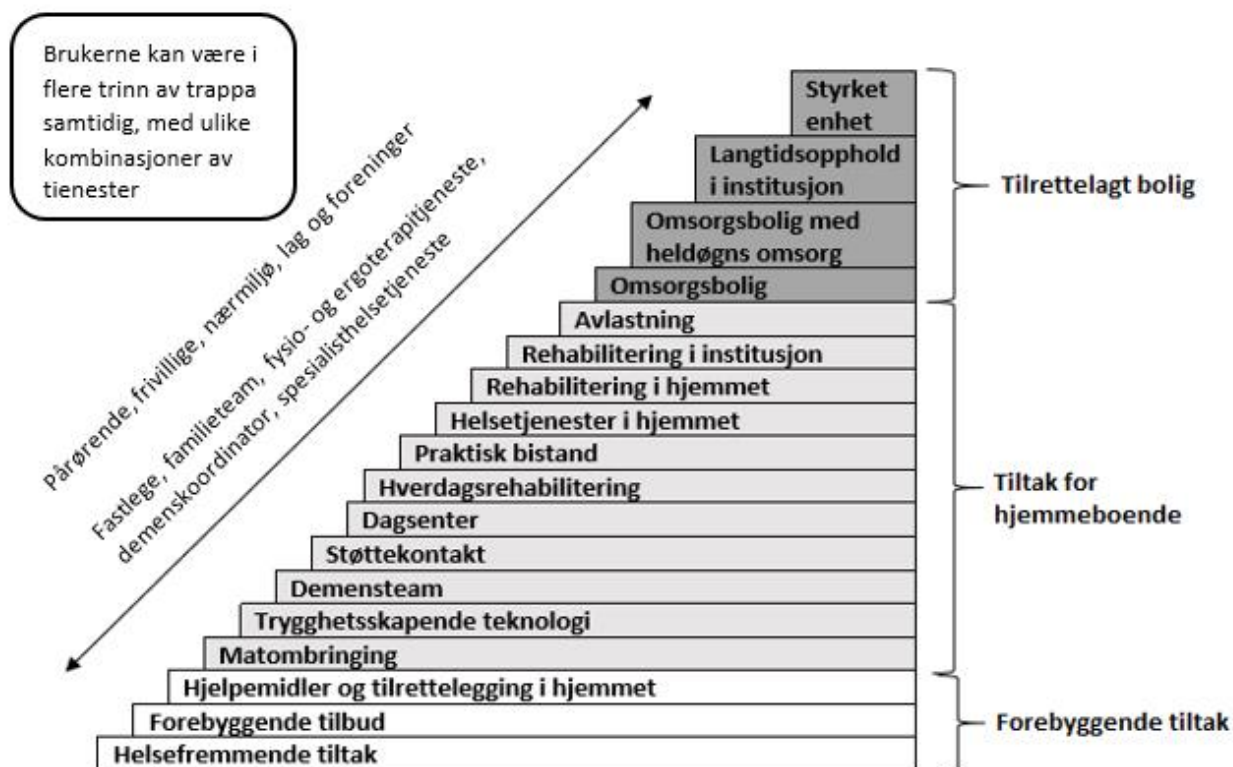 Brukerne kan være i
flere trinn av trappa
samtidig, med ulike
kombinasjoner av
tienester
Pårørende, frivillige, nærmiljø, lag og foreninger
Fastlege, familieteam, fysio- og ergoterapitjeneste,
demenskoordinator, spesialisthelsetjeneste
Styrket
enhet
Langtidsopphold
i institusjon
Omsorgsbolig med
heldøgns omsorg
Omsorgsbolig
Tilrettelagt bolig
Avlastning
Rehabilitering i institusjon
Rehabilitering i hjemmet
Helsetjenester i hjemmet
Praktisk bistand
Hverdagsrehabilitering
Dagsenter
Støttekontakt
Demensteam
Trygghetsskapende teknologi
Matombringing
Tiltak for
hjemmeboende
Hjelpemidler og tilrettelegging i hjemmet
Forebyggende tilbud
Helsefremmende tiltak
Forebyggende tiltak